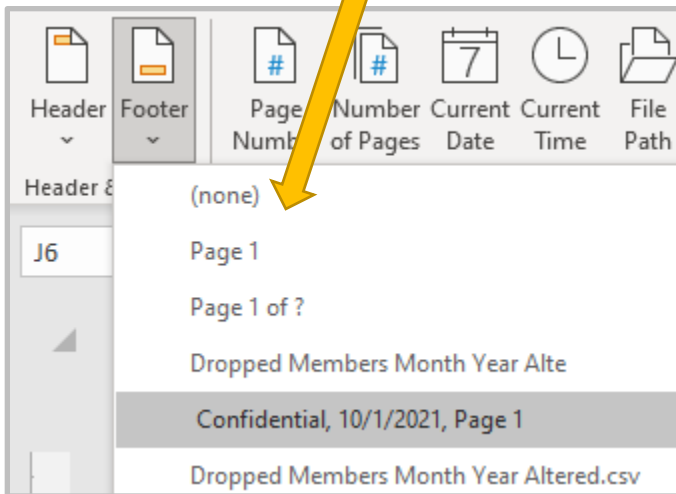 Header Footer Page Number Current Current File
Numb of Pages Date Time Path
Header &
(none)
J6
Page 1
Page 1 of ?
Dropped Members Month Year Alte
Confidential, 10/1/2021, Page 1
Dropped Members Month Year Altered.csv